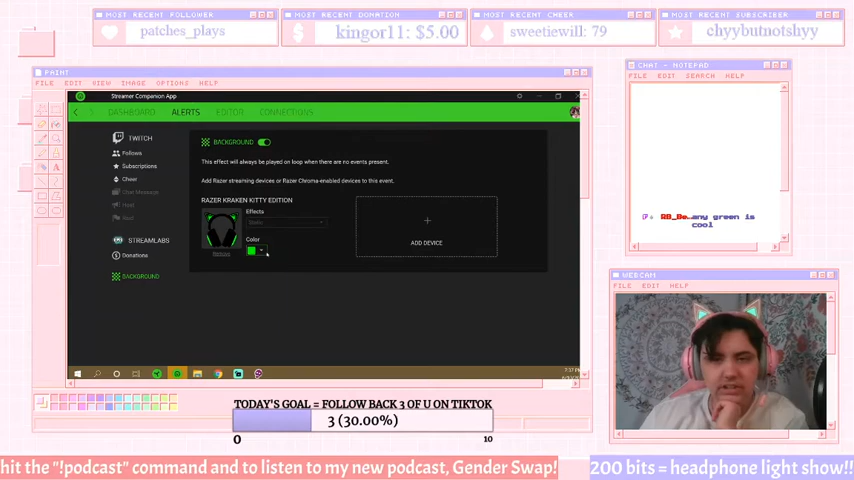 MOST RECENT FOLLOWER
patches_plays
MOST RECENT DONATION
kingor11: $5.00
MOST RECENT CHEER
sweetiewill: 79
MOST RECENT SUBSCRIBER
chyybutnotshyy
PAINT
FILE EDIT VIEW IMAGE OPTIONS HELP
Streamer Companion App
DASHBOARD ALERTS EDITOR CONNECTIONS
TWITCH
Follows
Subscriptions
Cheer
Chat Message
Host
Raid
STREAMLABS
Donations
BACKGROUND
BACKGROUND
This effect will always be played on loop when there are no events present.
Add Razer streaming devices or Razer Chroma-enabled devices to this event.
RAZER KRAKEN KITTY EDITION
Effects
Static
Color
Remove
ADD DEVICE
CHAT - NOTEPAD
FILE EDIT SEARCH HELP
any green is
cool
WEBCAM
FILE EDIT HELP
TODAY'S GOAL = FOLLOW BACK 3 OF U ON TIKTOK
3 (30.00%)
0 10
hit the "!podcast" command and to listen to my new podcast, Gender Swap!
200 bits = headphone light show!!